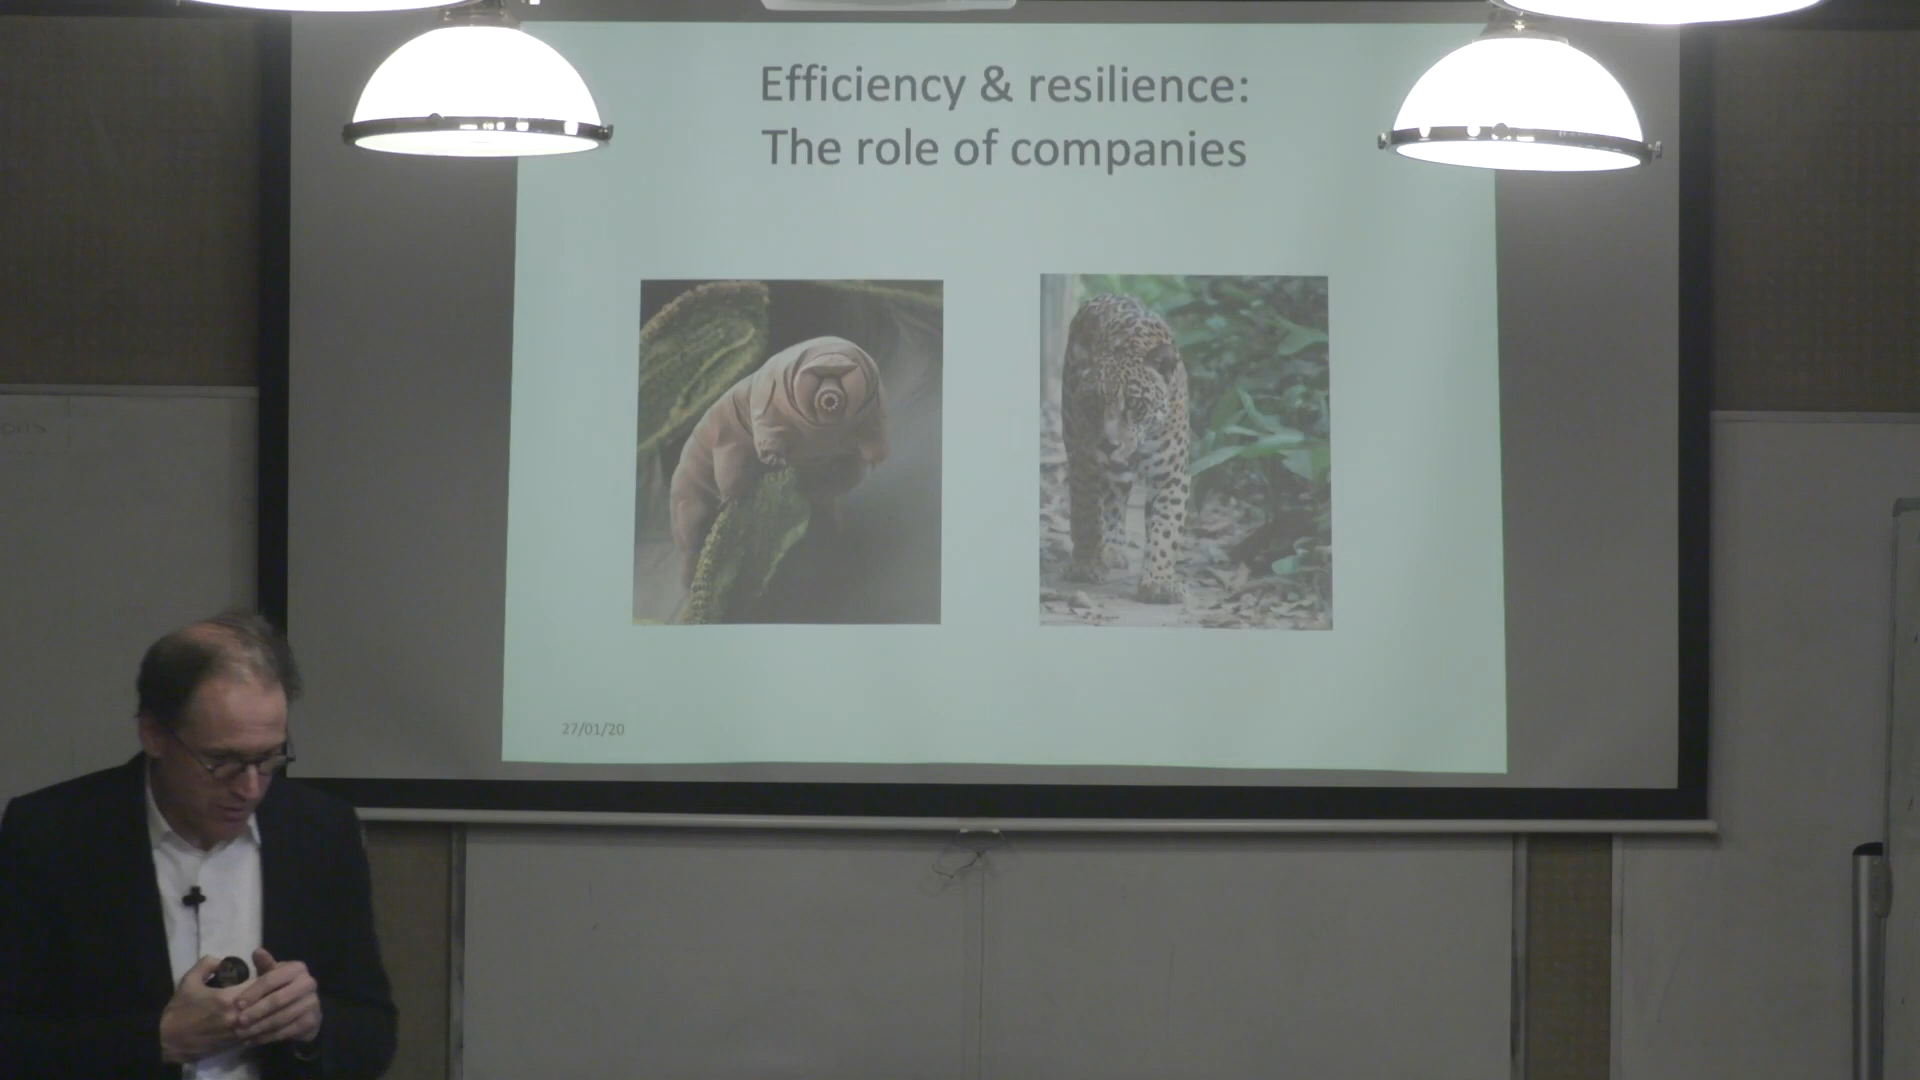 Efficiency & resilience:
The role of companies
27/01/20